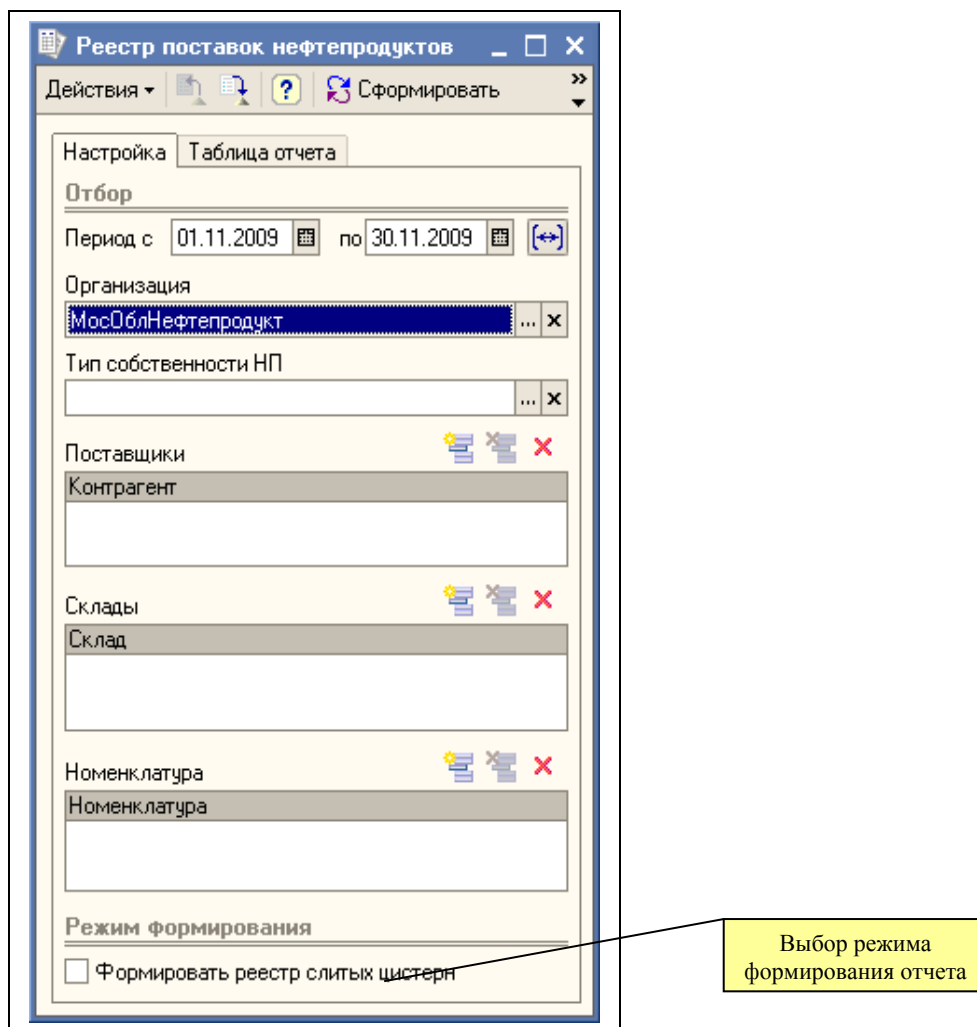 Реестр поставок нефтепродуктов
Действия Сформировать
Настройка Таблица отчета
Отбор
Период с 01.11.2009 по 30.11.2009
Организация
МосОблНефтепродукт
Тип собственности НП
Поставщики
Контрагент
Склады
Склад
Номенклатура
Номенклатура
Режим формирования
Формировать реестр слитых цистерн
Выбор режима
формирования отчета